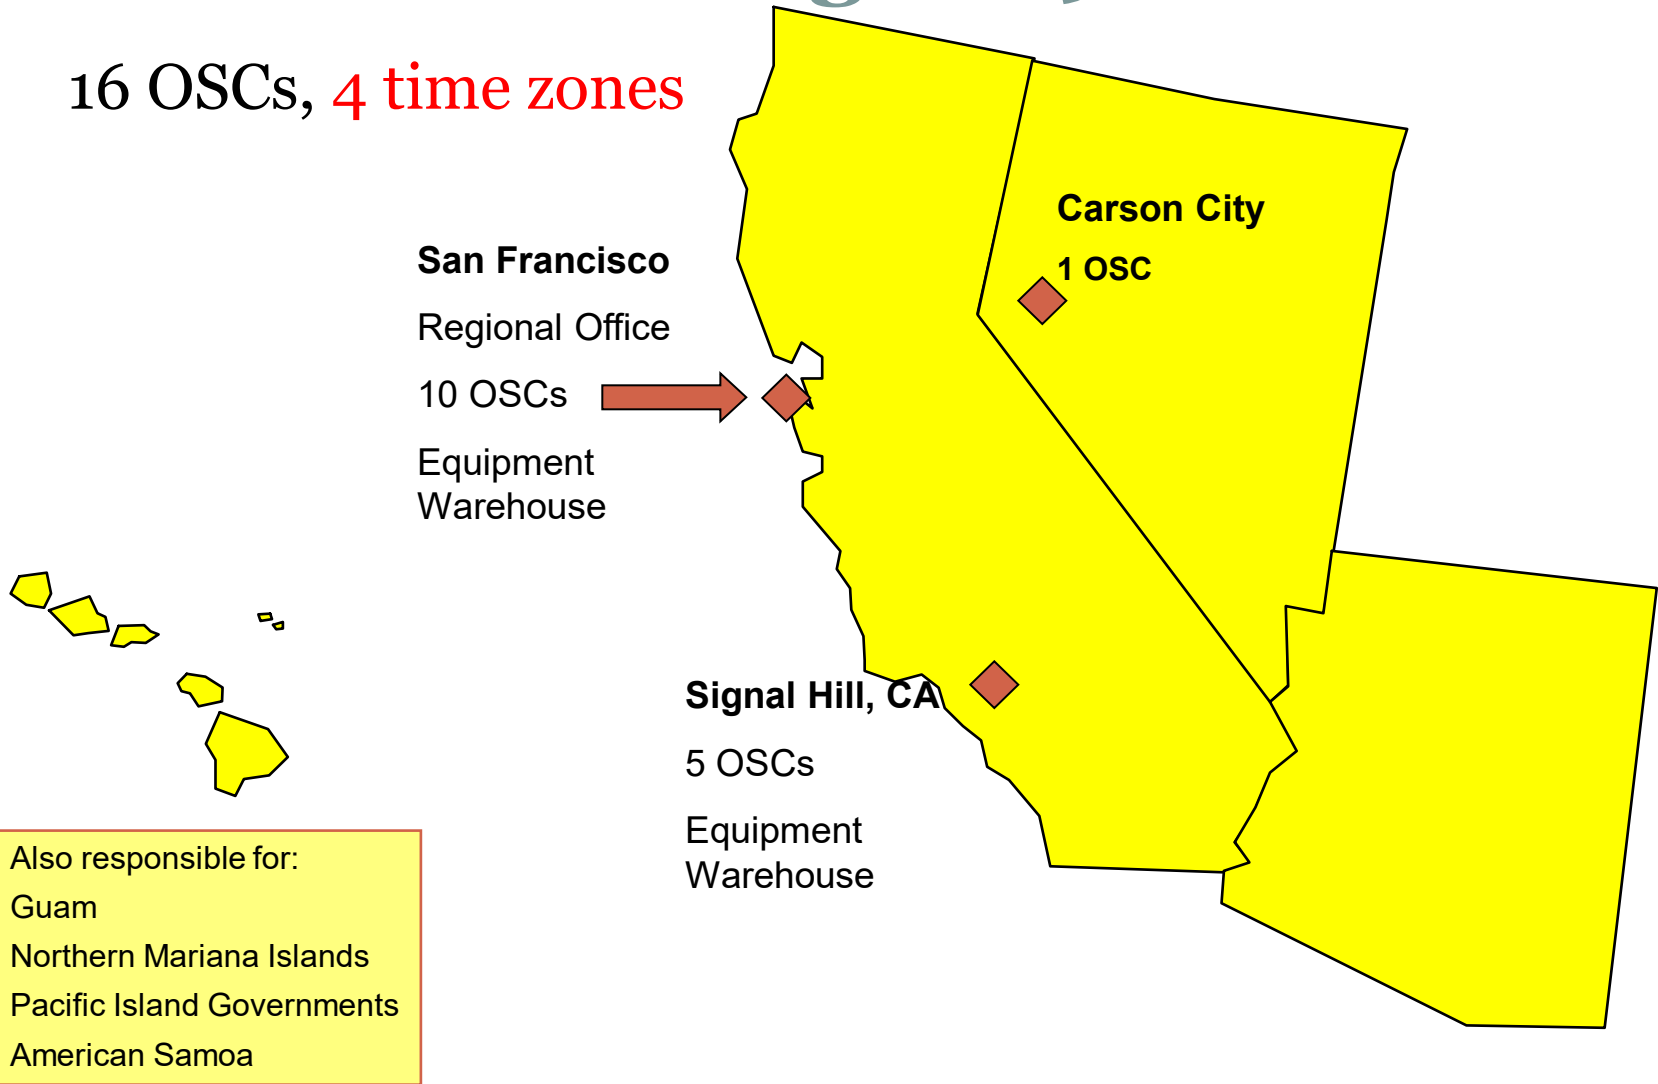 16 OSCs, 4 time zones
San Francisco
Regional Office
10 OSCs
Equipment
Warehouse
Carson City
1 OSC
Signal Hill, CA
5 OSCs
Equipment
Warehouse
Also responsible for:
Guam
Northern Mariana Islands
Pacific Island Governments
American Samoa